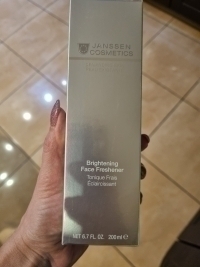 JANSSEN
COSMETICS
Brightening
Face Freshener
Tonique Frais
Éclaircissant
NET 6.7 FL. OZ. 200ml ℮